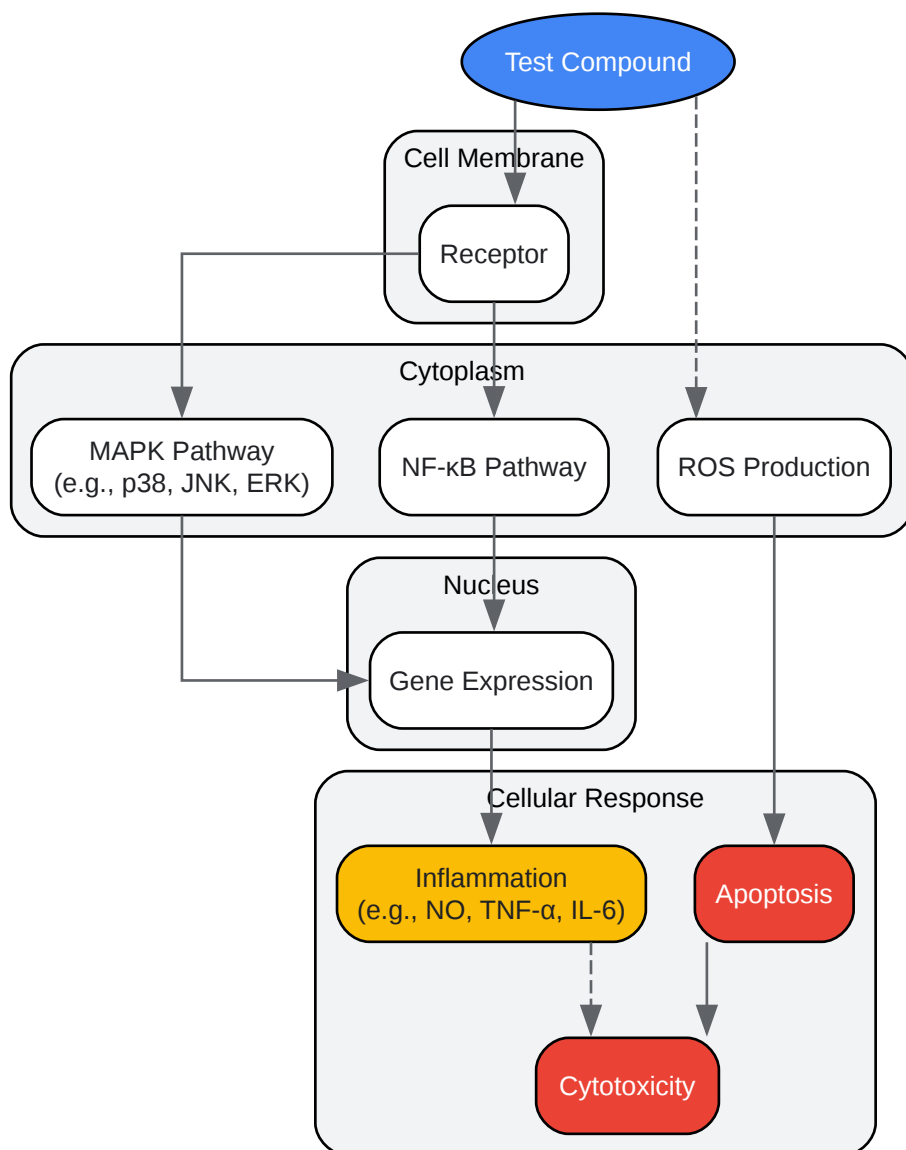 Test Compound
Cell Membrane
Receptor
Cytoplasm
MAPK Pathway
(e.g., p38, JNK, ERK)
NF-κB Pathway
ROS Production
Nucleus
Gene Expression
Cellular Response
Inflammation
(e.g., NO, TNF-α, IL-6)
Apoptosis
Cytotoxicity